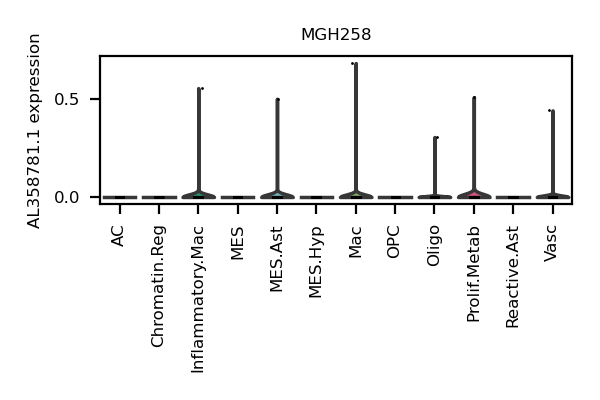 MGH258
AL358781.1 expression
0.5
0.0
AC
Chromatin.Reg
Inflammatory.Mac
MES
MES.Ast
MES.Hyp
Mac
OPC
Oligo
Prolif.Metab
Reactive.Ast
Vasc